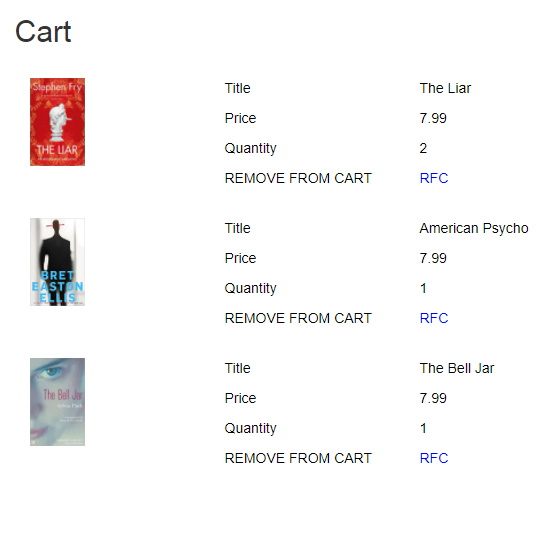 Cart
Stephen Fry
THE LIAR
Title The Liar
Price 7.99
Quantity 2
REMOVE FROM CART RFC
BRET
EASTON
ELLIS
Title American Psycho
Price 7.99
Quantity 1
REMOVE FROM CART RFC
The Bell Jar
Title The Bell Jar
Price 7.99
Quantity 1
REMOVE FROM CART RFC